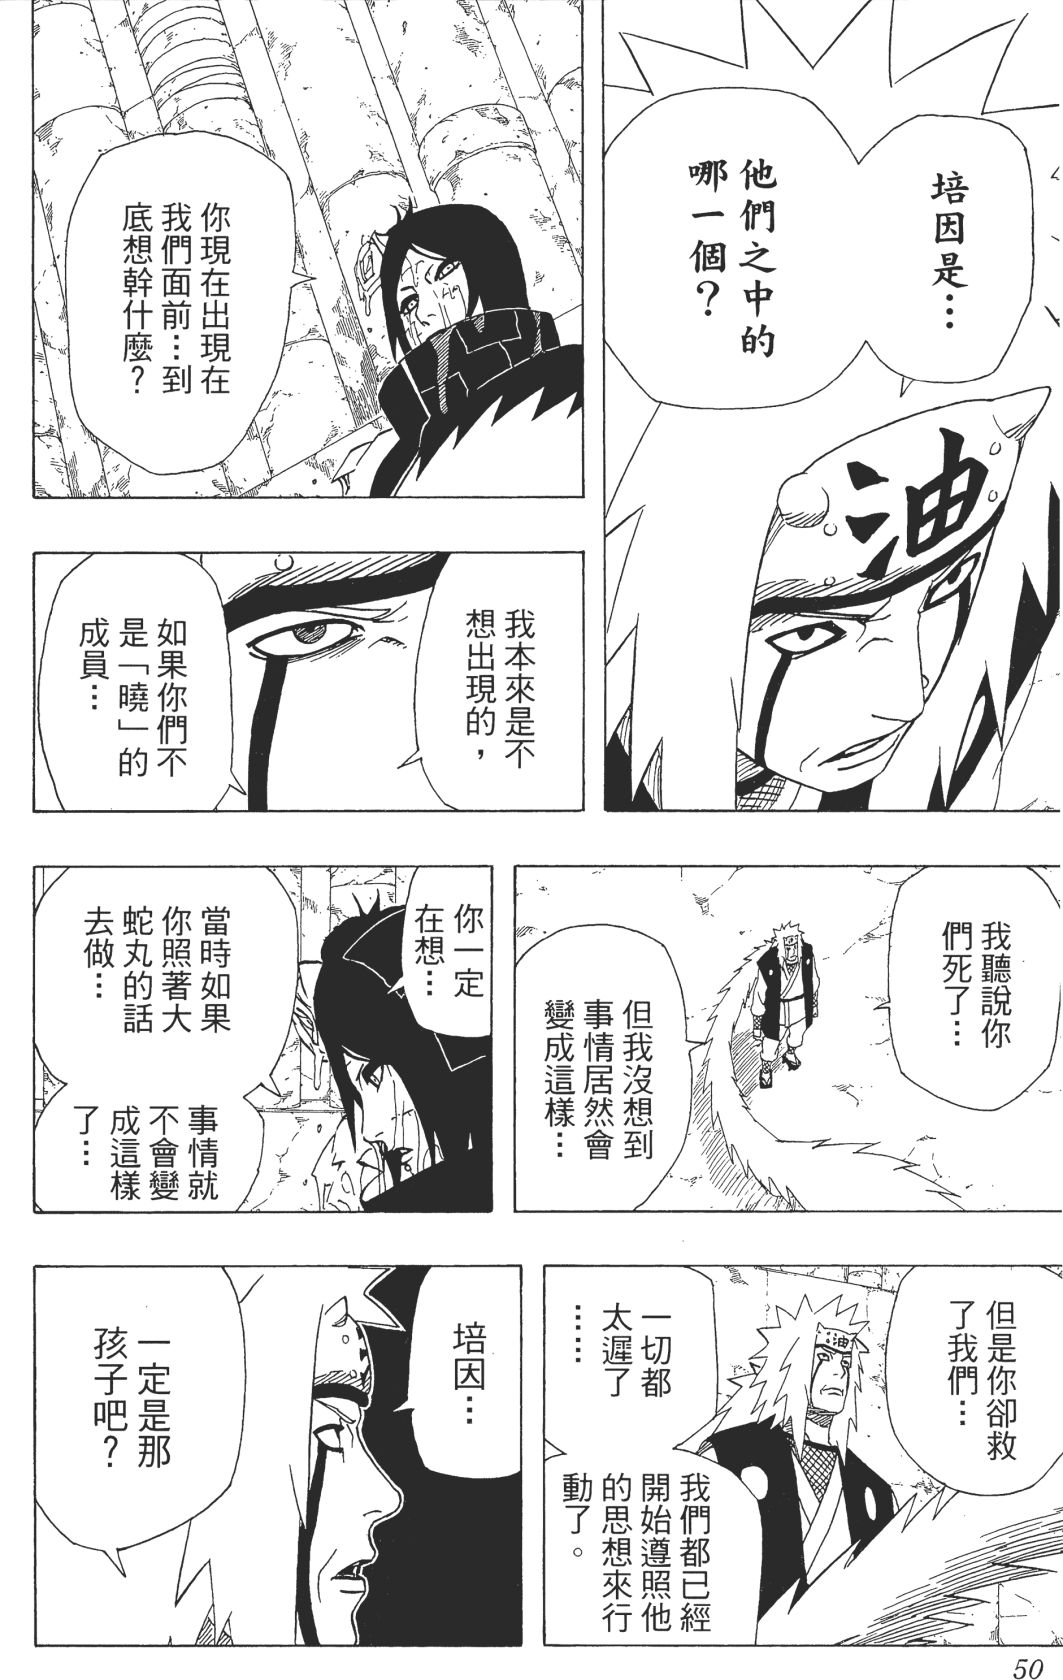 培因是⋯
他們之中的
哪一個？
油
你現在出現在
我們面前⋯到
底想幹什麼？
我本來是不
想出現的，
如果你們不
是「曉」的
成員⋯
我聽說你
們死了⋯
但我沒想到
事情居然會
變成這樣⋯
你一定
在想⋯
當時如果
你照著大
蛇丸的話
去做⋯
事情就
不會變
成這樣
了⋯
但是你卻救
了我們⋯
油
一切都
太遲了
⋯⋯
我們都已經
開始遵照他
的思想來行
動了。
培因⋯
一定是那
孩子吧？
50